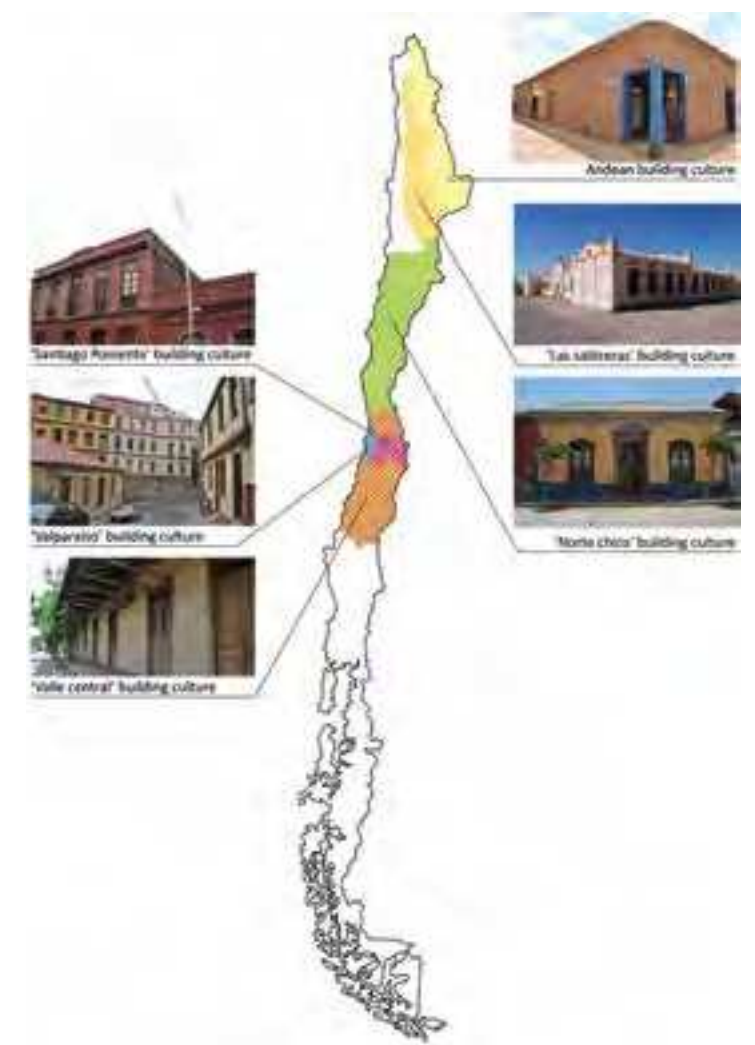 Andean building culture
'Santiago Poniente' building culture
'Las salitreras' building culture
'Valparaíso' building culture
'Norte chico' building culture
'Valle central' building culture